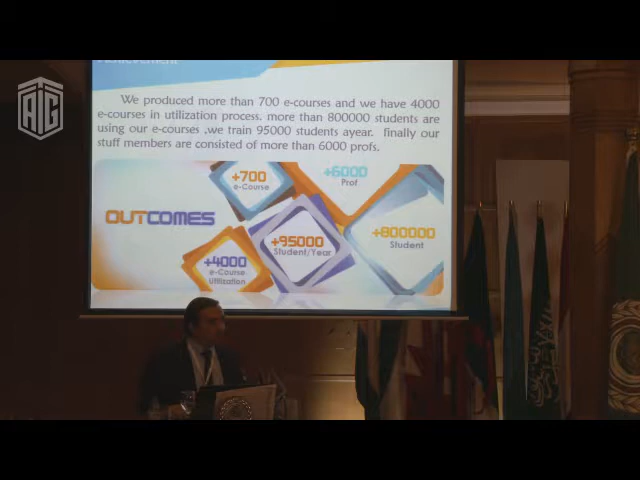 AIG
Achievement
We produced more than 700 e-courses and we have 4000
e-courses in utilization process. more than 800000 students are
using our e-courses ,we train 95000 students ayear. finally our
stuff members are consisted of more than 6000 profs.
OUTCOMES
+700
e-Course
+6000
Prof
+95000
Student/Year
+800000
Student
+4000
e-Course
Utilization